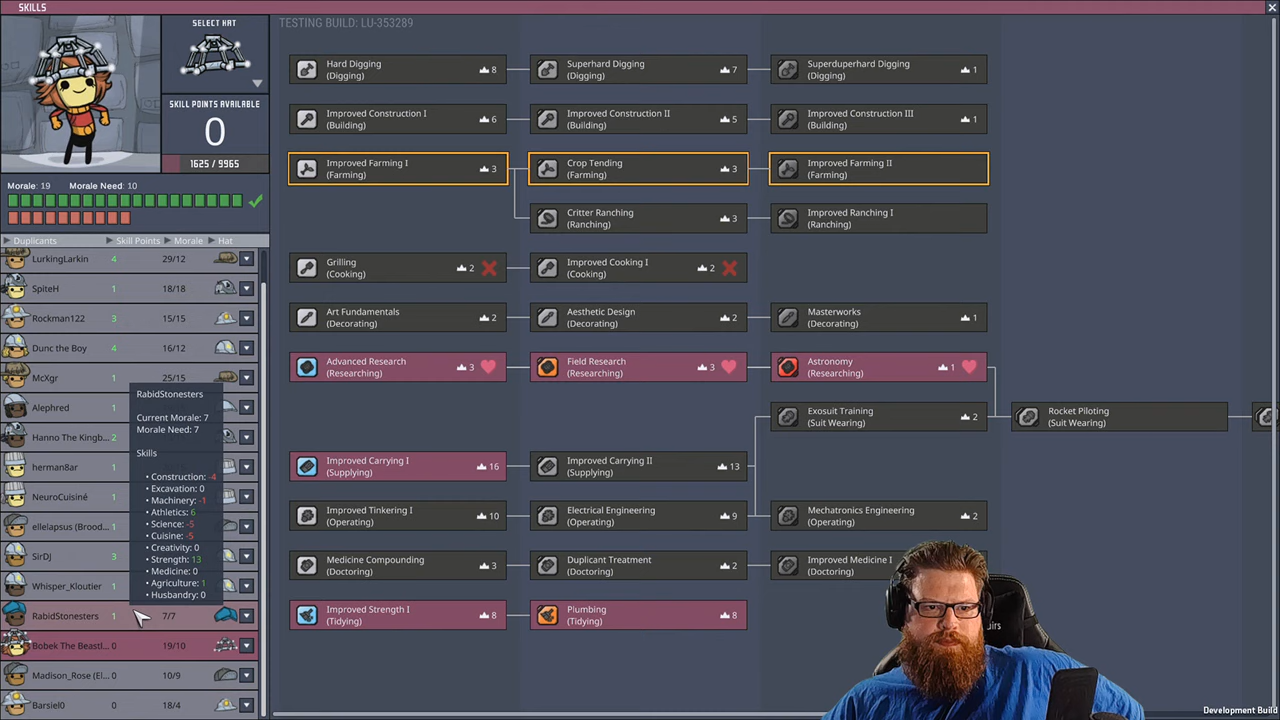 SKILLS
TESTING BUILD: LU-353289
SELECT HAT
SKILL POINTS AVAILABLE
0
1625 / 9965
Morale: 19 Morale Need: 10
Duplicants Skill Points Morale Hat
LurkingLarkin 4 29/12
SpiteH 1 18/18
Rockman122 3 15/15
Dunc the Boy 4 16/12
McXgr 1 25/15
Alephred 1
Hanno The Kingb... 2
herman8ar 1
NeuroCuisiné 1
ellelapsus (Brood... 1
SirDJ 3
Whisper_Kloutier 1
RabidStonesters 1 7/7
Bobek The Beastl... 0 19/10
Madison_Rose (El... 0 10/9
Barsiel0 0 18/4
RabidStonesters
Current Morale: 7
Morale Need: 7
Skills
• Construction: -4
• Excavation: 0
• Machinery: -1
• Athletics: 6
• Science: -5
• Cuisine: -5
• Creativity: 0
• Strength: 13
• Medicine: 0
• Agriculture: 1
• Husbandry: 0
Hard Digging
(Digging) 8
Superhard Digging
(Digging) 7
Superduperhard Digging
(Digging) 1
Improved Construction I
(Building) 6
Improved Construction II
(Building) 5
Improved Construction III
(Building) 1
Improved Farming I
(Farming) 3
Crop Tending
(Farming) 3
Improved Farming II
(Farming)
Critter Ranching
(Ranching) 3
Improved Ranching I
(Ranching)
Grilling
(Cooking) 2
Improved Cooking I
(Cooking) 2
Art Fundamentals
(Decorating) 2
Aesthetic Design
(Decorating) 2
Masterworks
(Decorating) 1
Advanced Research
(Researching) 3
Field Research
(Researching) 3
Astronomy
(Researching) 1
Exosuit Training
(Suit Wearing) 2
Rocket Piloting
(Suit Wearing)
Improved Carrying I
(Supplying) 16
Improved Carrying II
(Supplying) 13
Improved Tinkering I
(Operating) 10
Electrical Engineering
(Operating) 9
Mechatronics Engineering
(Operating) 2
Medicine Compounding
(Doctoring) 3
Duplicant Treatment
(Doctoring) 2
Improved Medicine I
(Doctoring)
Improved Strength I
(Tidying) 8
Plumbing
(Tidying) 8
Development Build